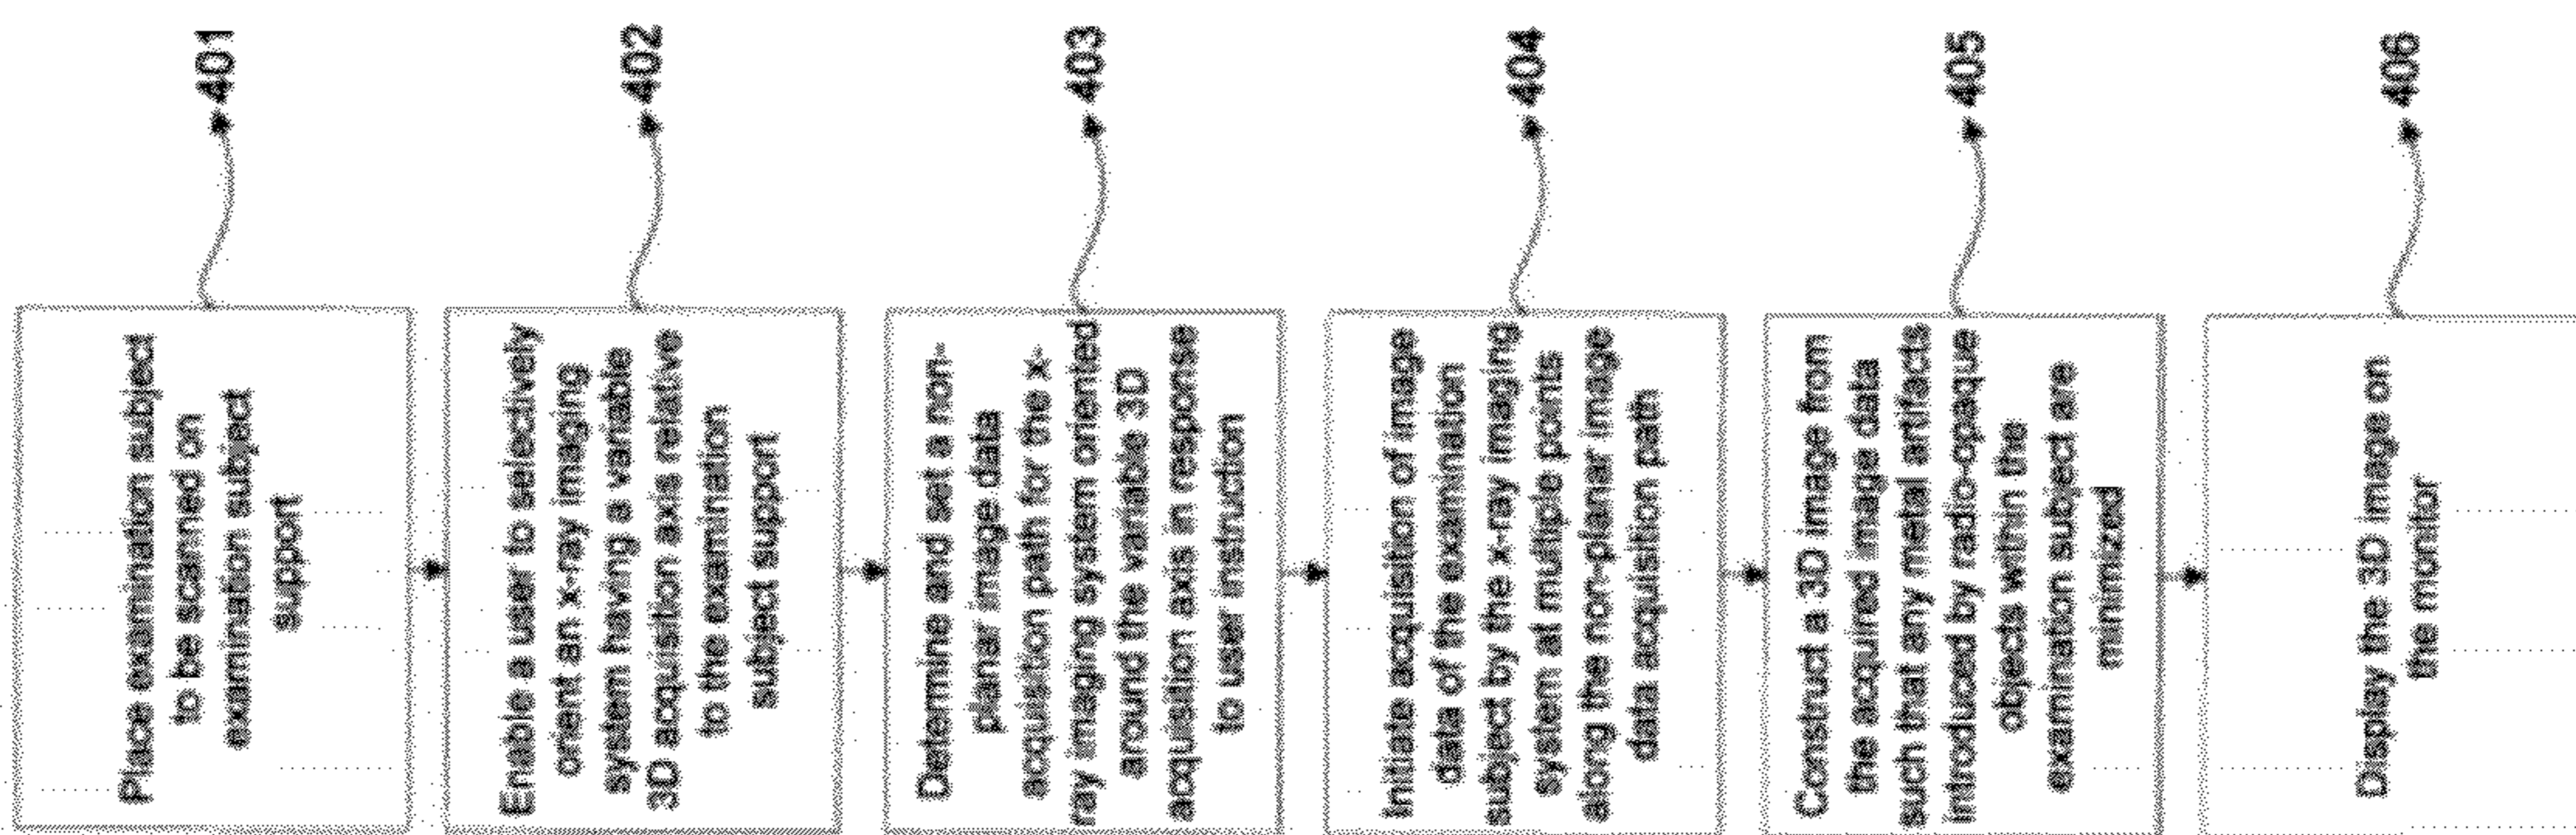 401
Place examination subject
to be scanned on
examination subject
support
402
Enable a user to selectively
orient an x-ray imaging
system having a variable
3D acquisition axis relative
to the examination
subject support
403
Determine and set a non-
planar image data
acquisition path for the x-
ray imaging system oriented
around the variable 3D
acquisition axis in response
to user instruction
404
Initiate acquisition of image
data of the examination
subject by the x-ray imaging
system at multiple points
along the non-planar image
data acquisition path
405
Construct a 3D image from
the acquired image data
such that any metal artifacts
introduced by radio-opaque
objects within the
examination subject are
minimized
406
Display the 3D image on
the monitor